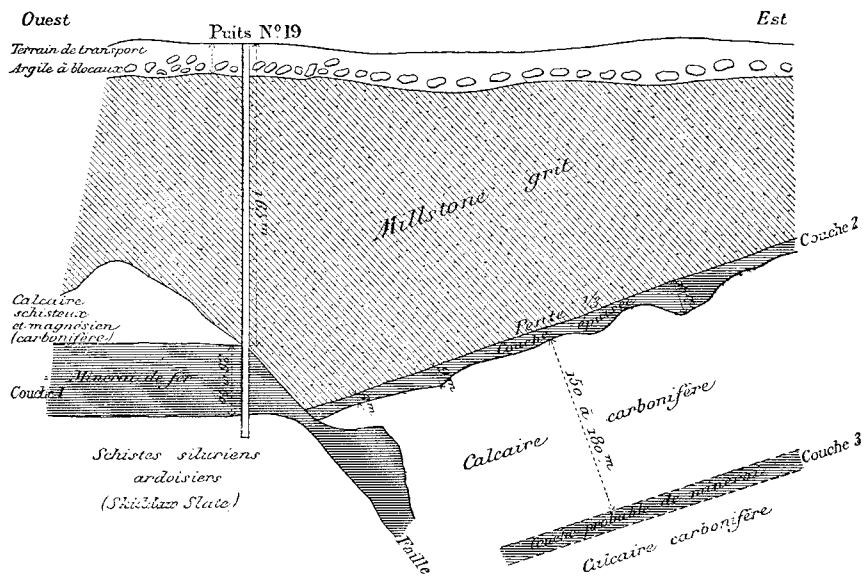 Ouest
Est
Puits Nº 19
Terrain de transport
Argile à blocaux
Millstone grit
Couche 2
Pente 1/3
Couche
Calcaire
schisteux
et magnésien
(carbonifère)
Minerai de fer
Couche 1
150 à 180 m
Calcaire carbonifère
Couche 3
Schistes siluriens
ardoisiers
(Skiddaw Slate)
Couche probable de minerai
Calcaire carbonifère
Faille